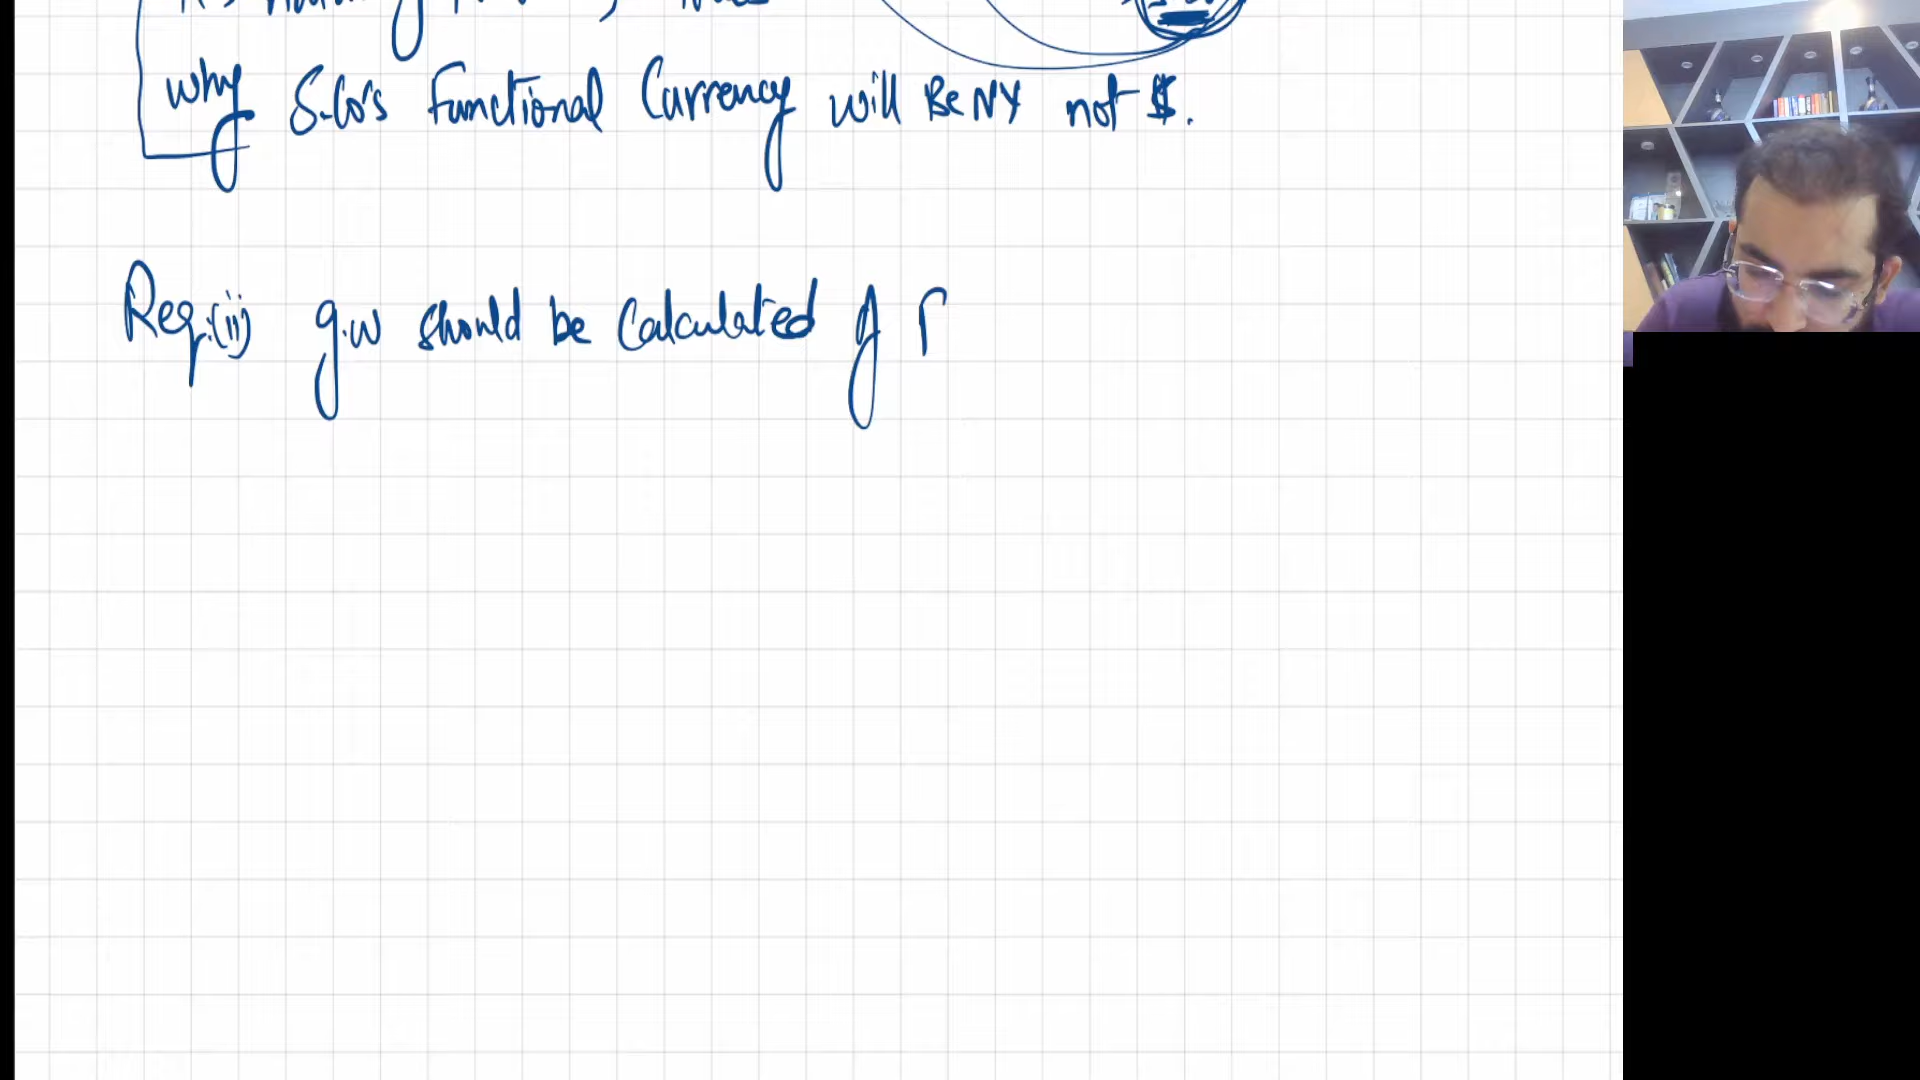 why S.Co's Functional Currency will Be NY not $.
Req.(ii) g.w should be Calculated of P